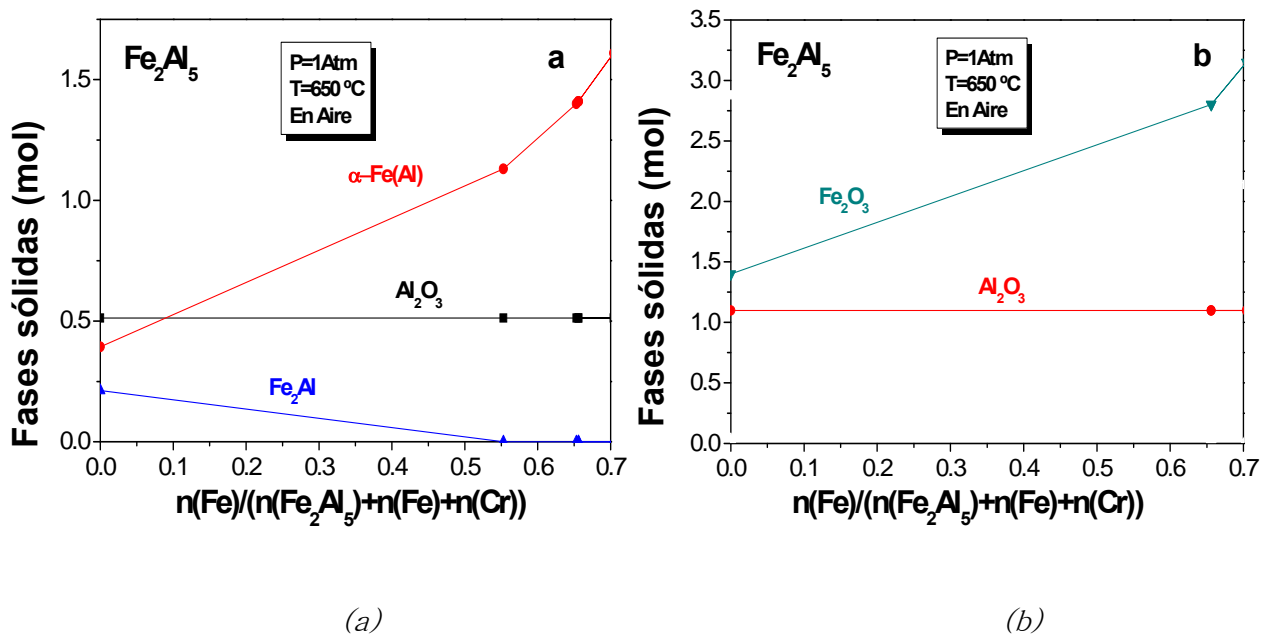 Fe₂Al₅
P=1Atm
T=650 ºC
En Aire
a
α–Fe(Al)
Al₂O₃
Fe₂Al
Fases sólidas (mol)
1.5
1.0
0.5
0.0
0.0 0.1 0.2 0.3 0.4 0.5 0.6 0.7
n(Fe)/(n(Fe₂Al₅)+n(Fe)+n(Cr))
(a)
Fe₂Al₅
P=1Atm
T=650 ºC
En Aire
b
Fe₂O₃
Al₂O₃
Fases sólidas (mol)
3.5
3.0
2.5
2.0
1.5
1.0
0.5
0.0
0.0 0.1 0.2 0.3 0.4 0.5 0.6 0.7
n(Fe)/(n(Fe₂Al₅)+n(Fe)+n(Cr))
(b)